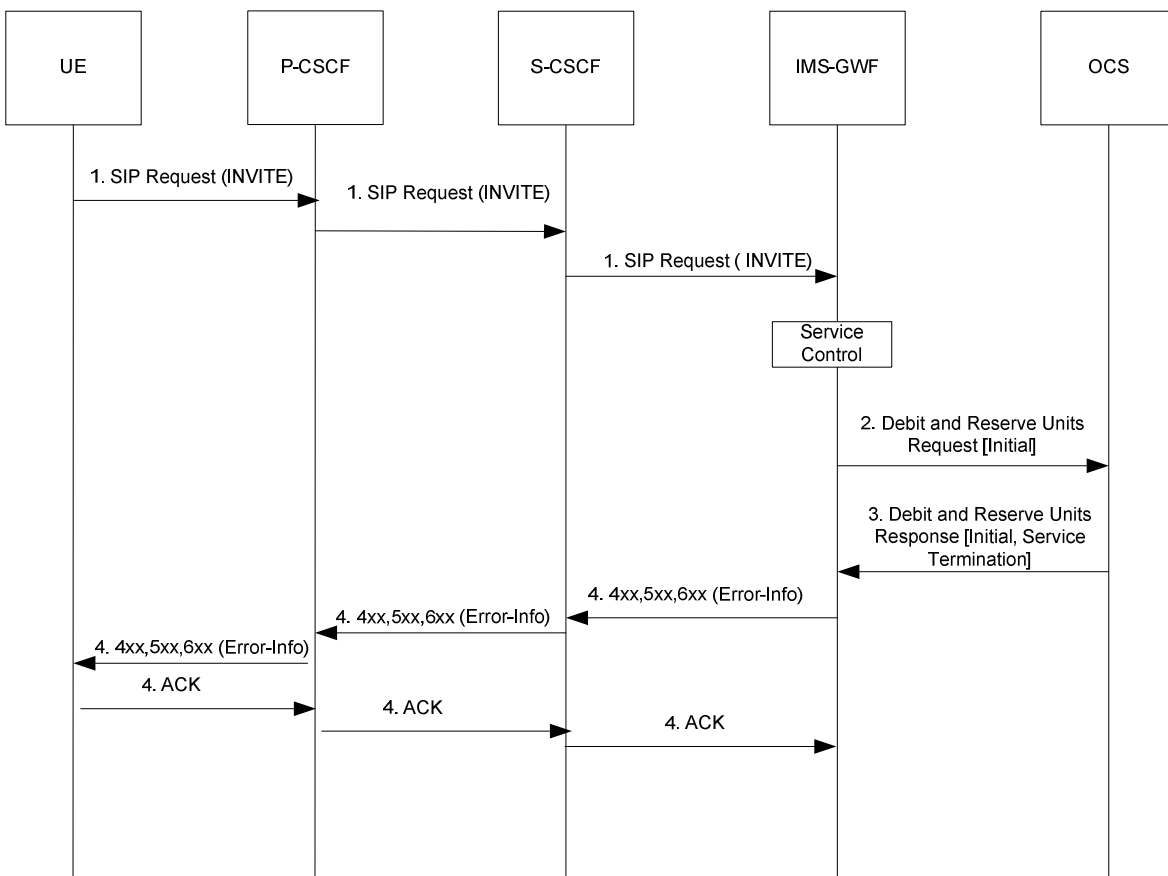 UE
P-CSCF
S-CSCF
IMS-GWF
OCS
1. SIP Request (INVITE)
1. SIP Request (INVITE)
1. SIP Request ( INVITE)
Service
Control
2. Debit and Reserve Units
Request [Initial]
3. Debit and Reserve Units
Response [Initial, Service
Termination]
4. 4xx,5xx,6xx (Error-Info)
4. 4xx,5xx,6xx (Error-Info)
4. 4xx,5xx,6xx (Error-Info)
4. ACK
4. ACK
4. ACK